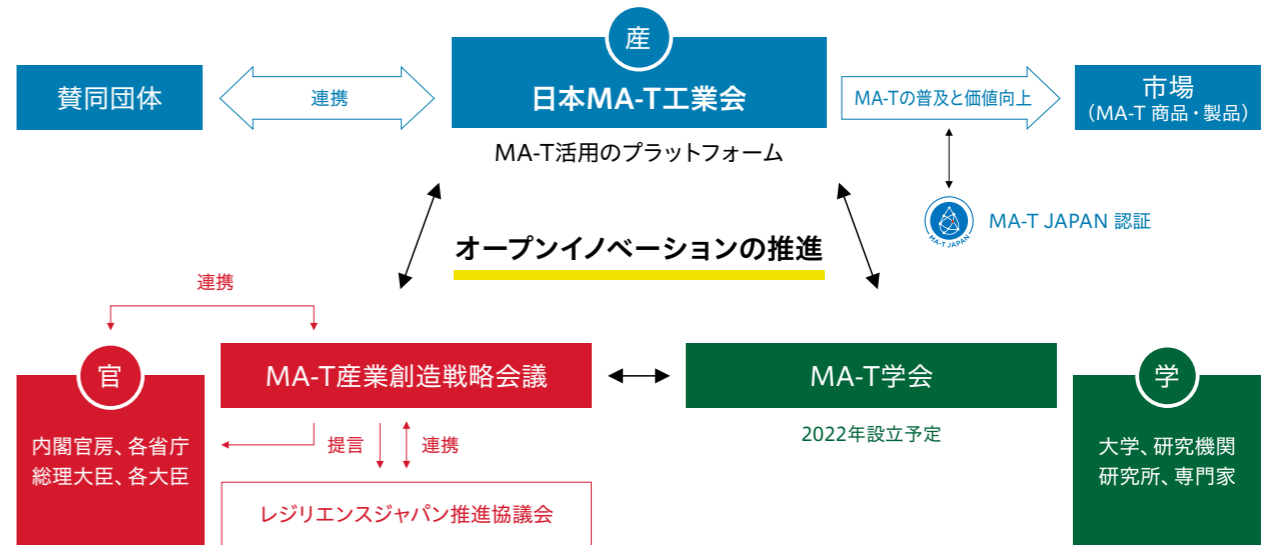 産
賛同団体
連携
日本MA-T工業会
MA-Tの普及と価値向上
市場
（MA-T 商品・製品）
MA-T活用のプラットフォーム
MA-T JAPAN
MA-T JAPAN 認証
オープンイノベーションの推進
連携
官
MA-T産業創造戦略会議
MA-T学会
学
内閣官房、各省庁
総理大臣、各大臣
提言
連携
2022年設立予定
大学、研究機関
研究所、専門家
レジリエンスジャパン推進協議会